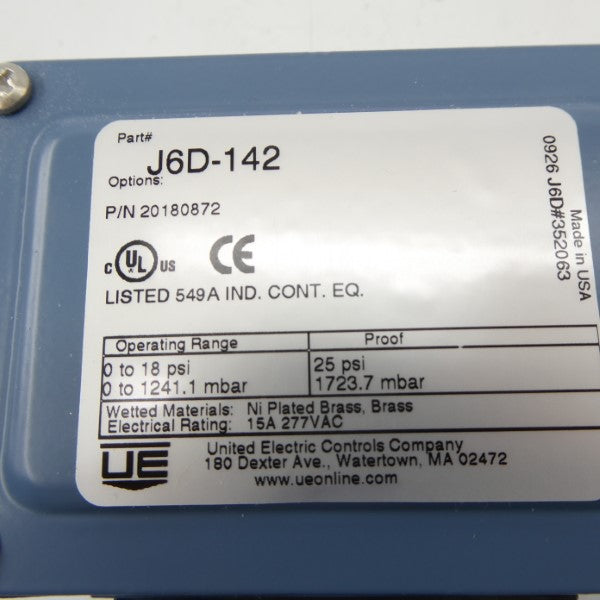 Part#
J6D-142
Options:
P/N 20180872
c UL us CE
LISTED 549A IND. CONT. EQ.
Operating Range Proof
0 to 18 psi 25 psi
0 to 1241.1 mbar 1723.7 mbar
Wetted Materials: Ni Plated Brass, Brass
Electrical Rating: 15A 277VAC
UE
United Electric Controls Company
180 Dexter Ave., Watertown, MA 02472
www.ueonline.com
Made in USA
0926 J6D#352063